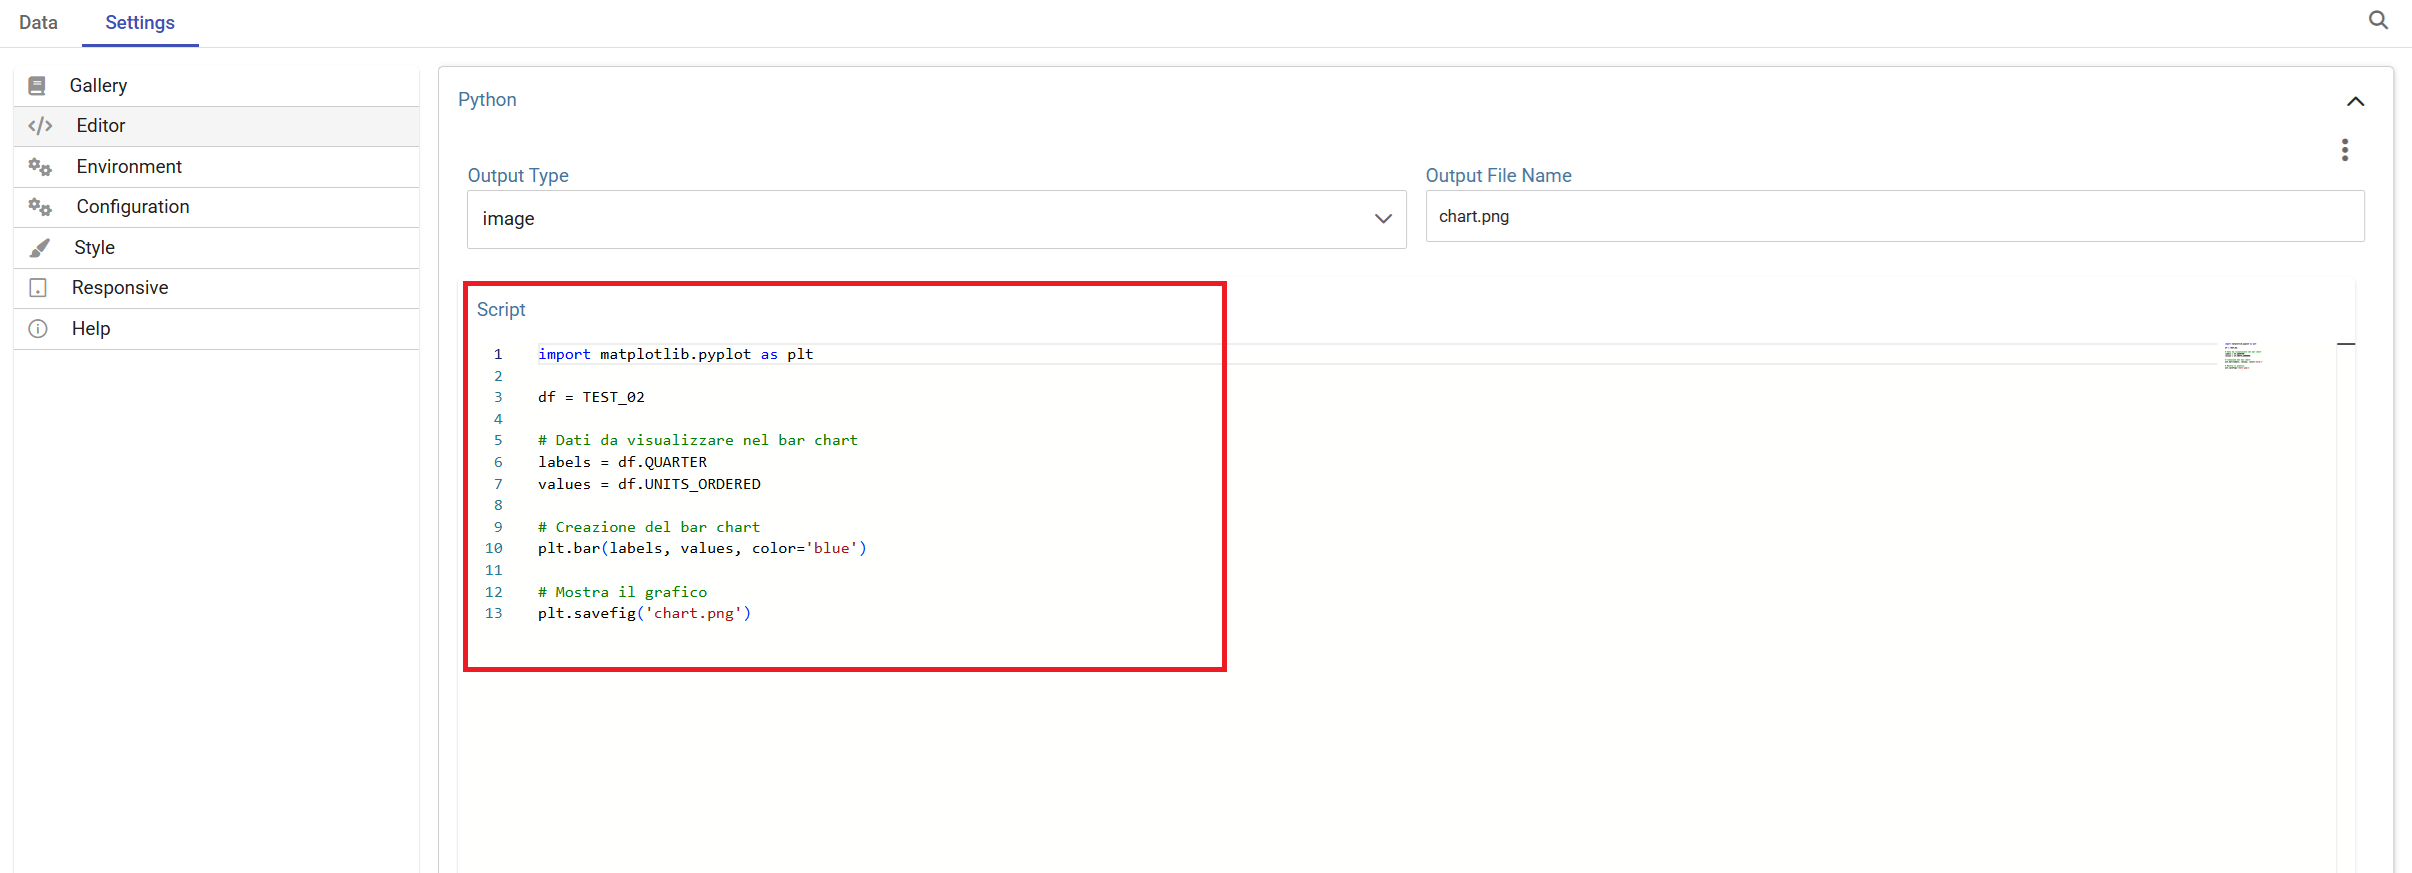 Data Settings
Gallery
Editor
Environment
Configuration
Style
Responsive
Help
Python
Output Type
image
Output File Name
chart.png
Script
1 import matplotlib.pyplot as plt
2
3 df = TEST_02
4
5 # Dati da visualizzare nel bar chart
6 labels = df.QUARTER
7 values = df.UNITS_ORDERED
8
9 # Creazione del bar chart
10 plt.bar(labels, values, color='blue')
11
12 # Mostra il grafico
13 plt.savefig('chart.png')